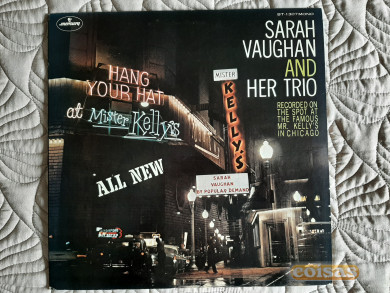 mercury
SARAH
VAUGHAN
AND
HER TRIO
RECORDED ON
THE SPOT AT
THE FAMOUS
MR. KELLY'S
IN CHICAGO
HANG
YOUR HAT
at Mister Kelly's
ALL NEW
MISTER
KELLY'S
SARAH
VAUGHAN
BY POPULAR DEMAND